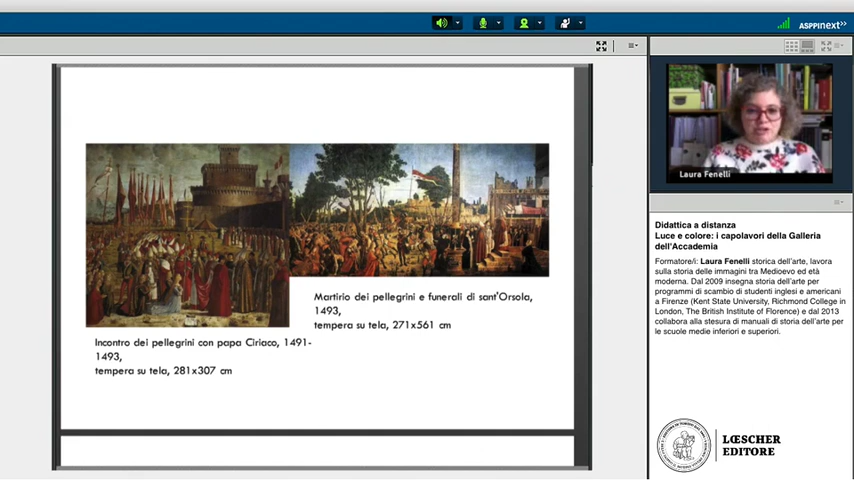 ASPPInext>>
Laura Fenelli
Martirio dei pellegrini e funerali di sant'Orsola,
1493,
tempera su tela, 271x561 cm
Incontro dei pellegrini con papa Ciriaco, 1491-
1493,
tempera su tela, 281x307 cm
Didattica a distanza
Luce e colore: i capolavori della Galleria
dell'Accademia
Formatore/i: Laura Fenelli storica dell'arte, lavora
sulla storia delle immagini tra Medioevo ed età
moderna. Dal 2009 insegna storia dell'arte per
programmi di scambio di studenti inglesi e americani
a Firenze (Kent State University, Richmond College in
London, The British Institute of Florence) e dal 2013
collabora alla stesura di manuali di storia dell'arte per
le scuole medie inferiori e superiori.
LŒSCHER
EDITORE